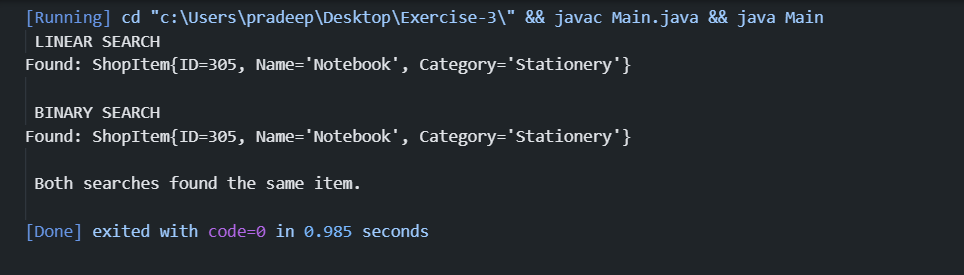 [Running] cd "c:\Users\pradeep\Desktop\Exercise-3\" && javac Main.java && java Main
LINEAR SEARCH
Found: ShopItem{ID=305, Name='Notebook', Category='Stationery'}
BINARY SEARCH
Found: ShopItem{ID=305, Name='Notebook', Category='Stationery'}
Both searches found the same item.
[Done] exited with code=0 in 0.985 seconds